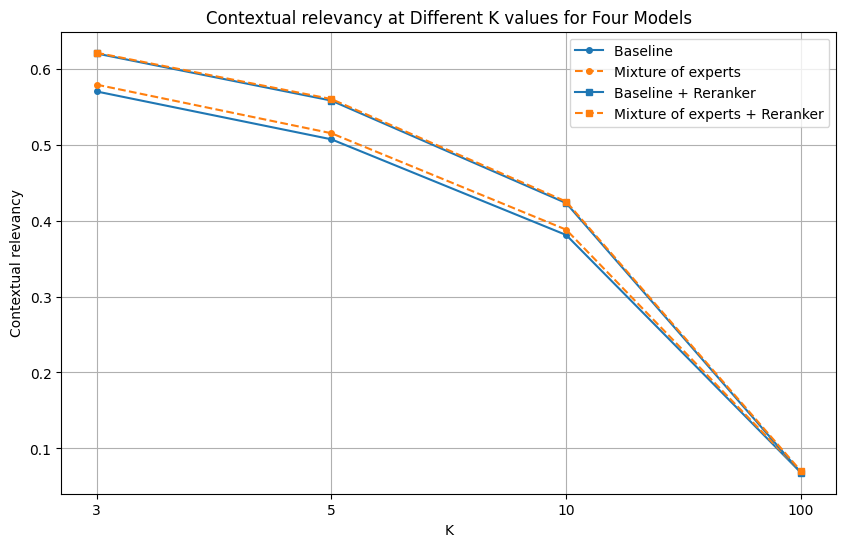 Contextual relevancy at Different K values for Four Models
Baseline
Mixture of experts
Baseline + Reranker
Mixture of experts + Reranker
Contextual relevancy
0.6
0.5
0.4
0.3
0.2
0.1
3
5
10
100
K